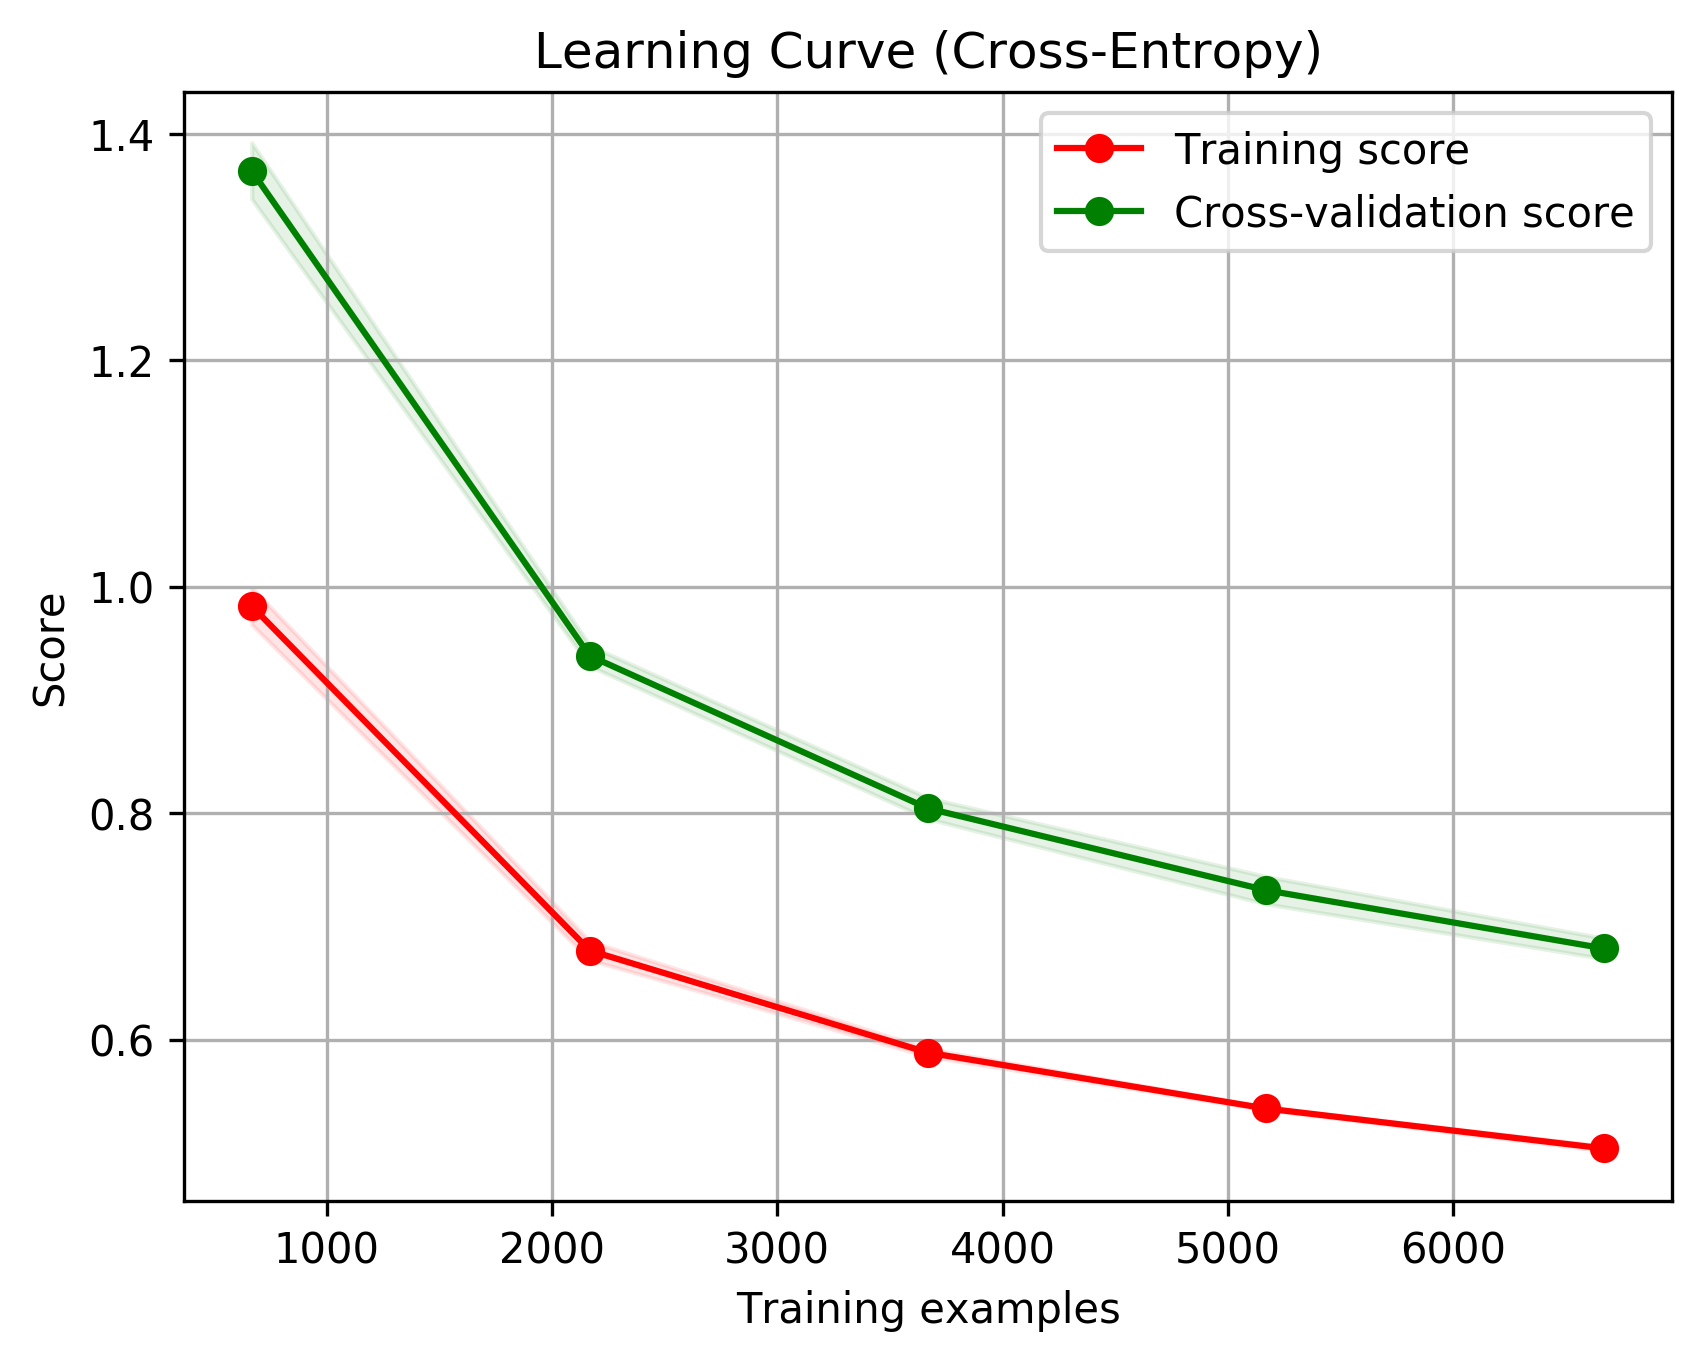 Learning Curve (Cross-Entropy)
Training score
Cross-validation score
1.4
1.2
1.0
0.8
0.6
Score
1000 2000 3000 4000 5000 6000
Training examples